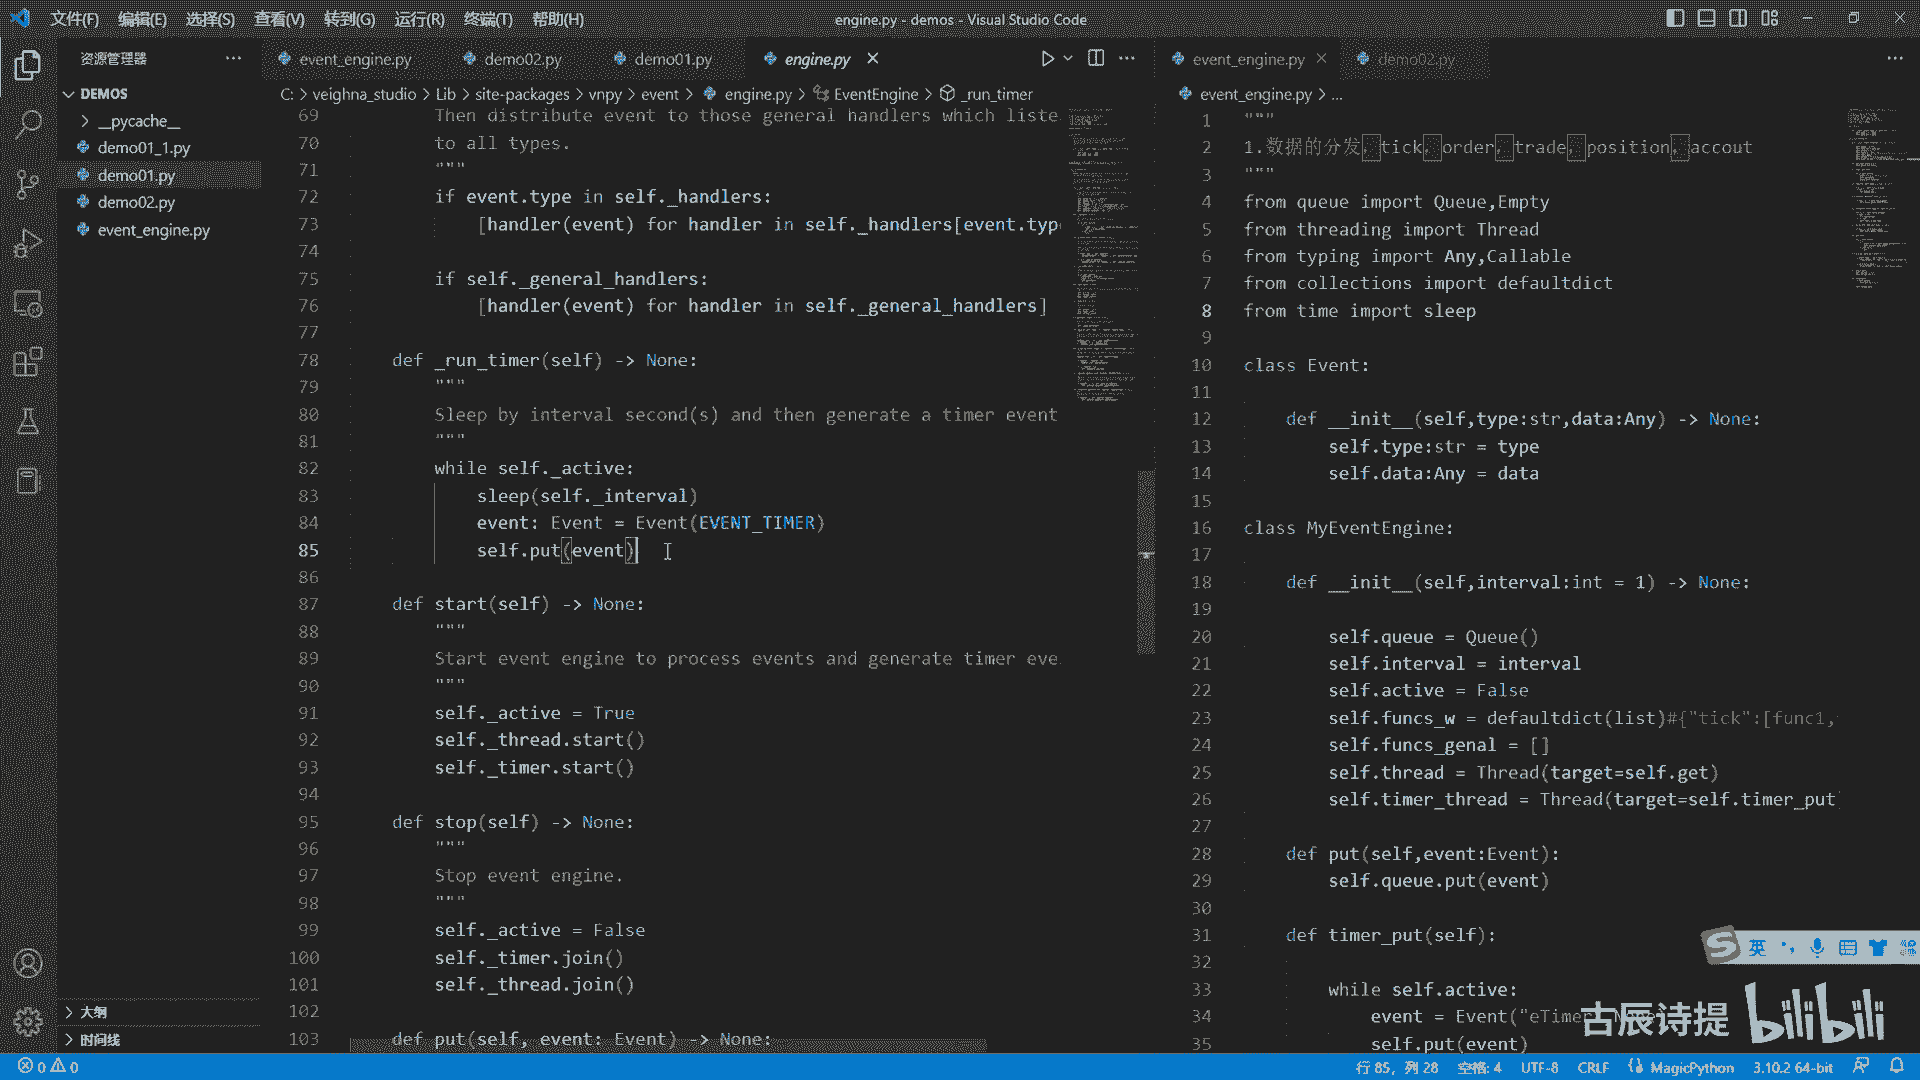 文件(F) 编辑(E) 选择(S) 查看(V) 转到(G) 运行(R) 终端(T) 帮助(H)
engine.py - demos - Visual Studio Code
资源管理器
DEMOS
__pycache__
demo01_1.py
demo01.py
demo02.py
event_engine.py
大纲
时间线
event_engine.py demo02.py demo01.py engine.py
C: > veighna_studio > Lib > site-packages > vnpy > event > engine.py > EventEngine > _run_timer
69 Then distribute event to those general handlers which liste
70 to all types.
71 """
72 if event.type in self._handlers:
73 [handler(event) for handler in self._handlers[event.typ
74
75 if self._general_handlers:
76 [handler(event) for handler in self._general_handlers]
77
78 def _run_timer(self) -> None:
79 """
80 Sleep by interval second(s) and then generate a timer event
81 """
82 while self._active:
83 sleep(self._interval)
84 event: Event = Event(EVENT_TIMER)
85 self.put(event)
86
87 def start(self) -> None:
88 """
89 Start event engine to process events and generate timer eve
90 """
91 self._active = True
92 self._thread.start()
93 self._timer.start()
94
95 def stop(self) -> None:
96 """
97 Stop event engine.
98 """
99 self._active = False
100 self._timer.join()
101 self._thread.join()
102
103 def put(self, event: Event) -> None:
event_engine.py demo02.py
event_engine.py > ...
1 """
2 1.数据的分发，tick，order，trade，position，accout
3 """
4 from queue import Queue,Empty
5 from threading import Thread
6 from typing import Any,Callable
7 from collections import defaultdict
8 from time import sleep
9
10 class Event:
11
12 def __init__(self,type:str,data:Any) -> None:
13 self.type:str = type
14 self.data:Any = data
15
16 class MyEventEngine:
17
18 def __init__(self,interval:int = 1) -> None:
19
20 self.queue = Queue()
21 self.interval = interval
22 self.active = False
23 self.funcs_w = defaultdict(list)#{"tick":[func1,
24 self.funcs_genal = []
25 self.thread = Thread(target=self.get)
26 self.timer_thread = Thread(target=self.timer_put
27
28 def put(self,event:Event):
29 self.queue.put(event)
30
31 def timer_put(self):
32
33 while self.active:
34 event = Event("eTimer
35 self.put(event)
英
古辰诗提 bilibili
0 0
行 85，列 28 空格: 4 UTF-8 CRLF MagicPython 3.10.2 64-bit